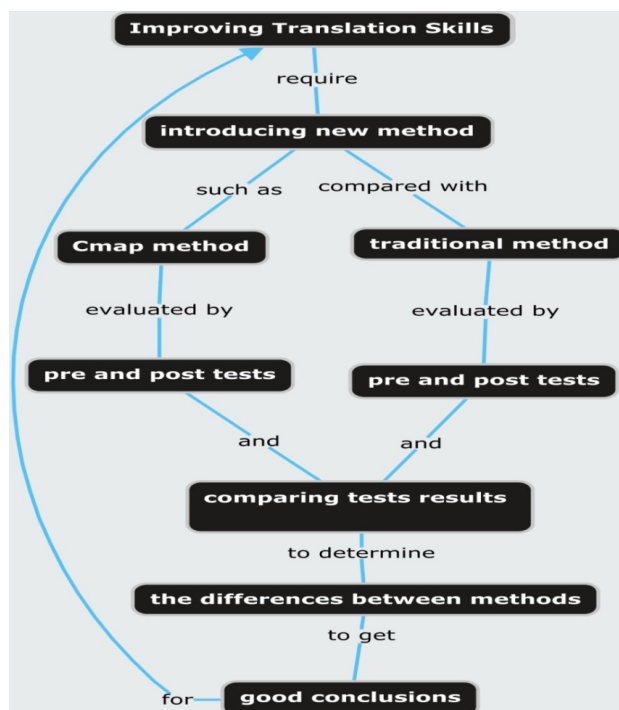 Improving Translation Skills
require
introducing new method
such as
compared with
Cmap method
traditional method
evaluated by
evaluated by
pre and post tests
pre and post tests
and
and
comparing tests results
to determine
the differences between methods
to get
good conclusions
for